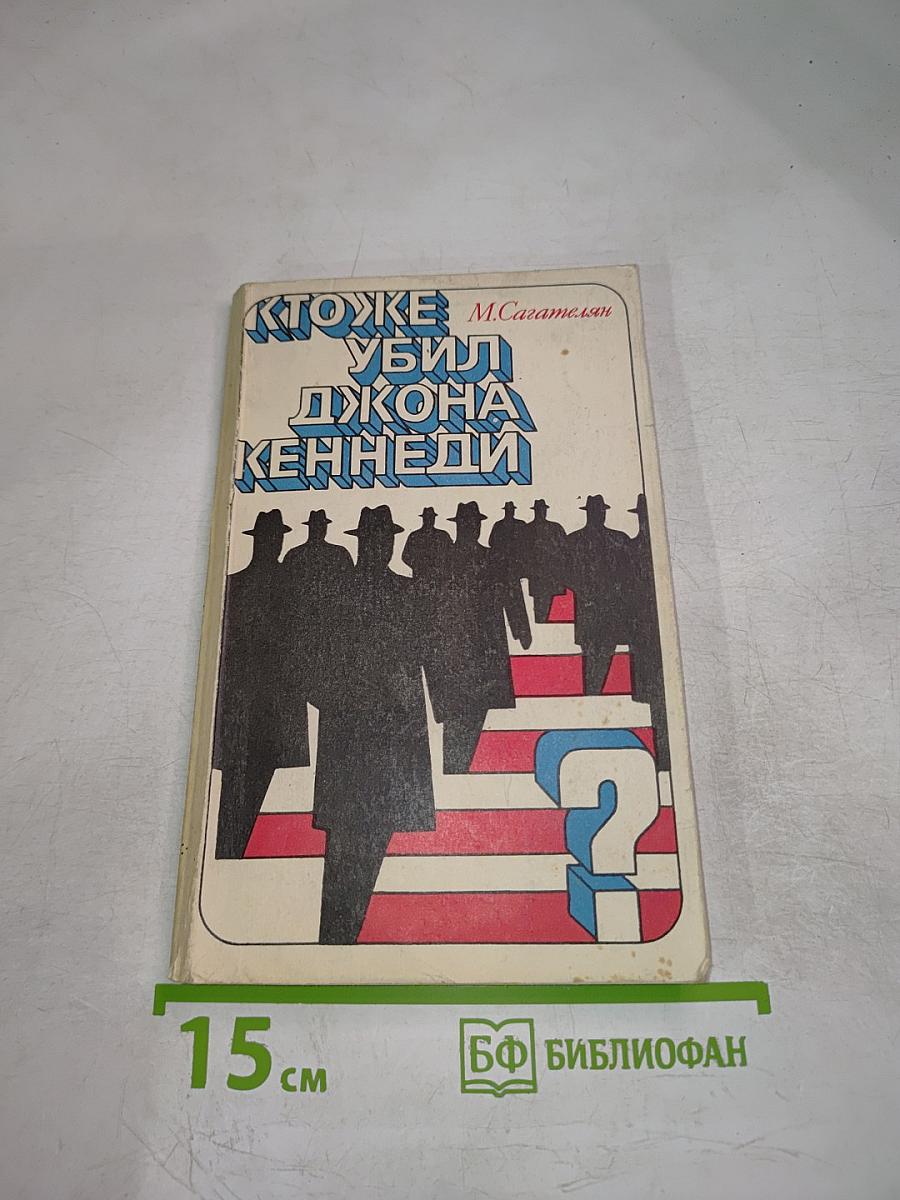 КТО ЖЕ
М.Сагателян
УБИЛ
ДЖОНА
КЕННЕДИ
?
15 см
БФ БИБЛИОФАН